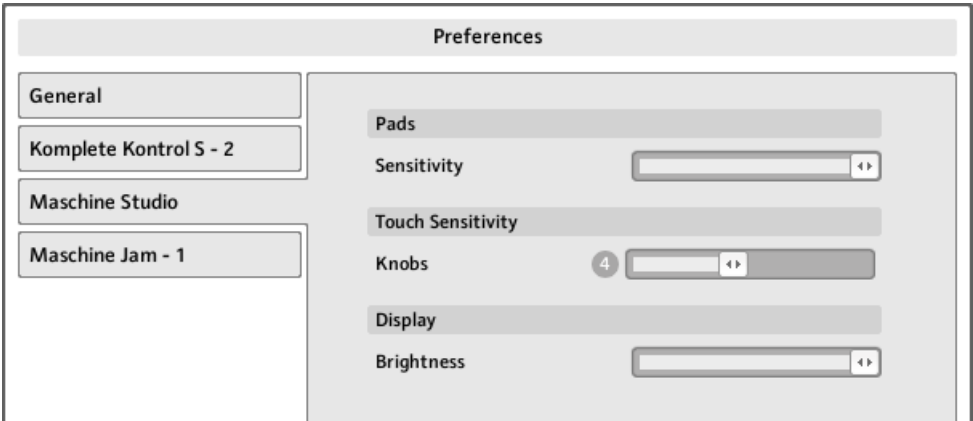 Preferences
General
Komplete Kontrol S - 2
Maschine Studio
Maschine Jam - 1
Pads
Sensitivity
Touch Sensitivity
Knobs 4
Display
Brightness